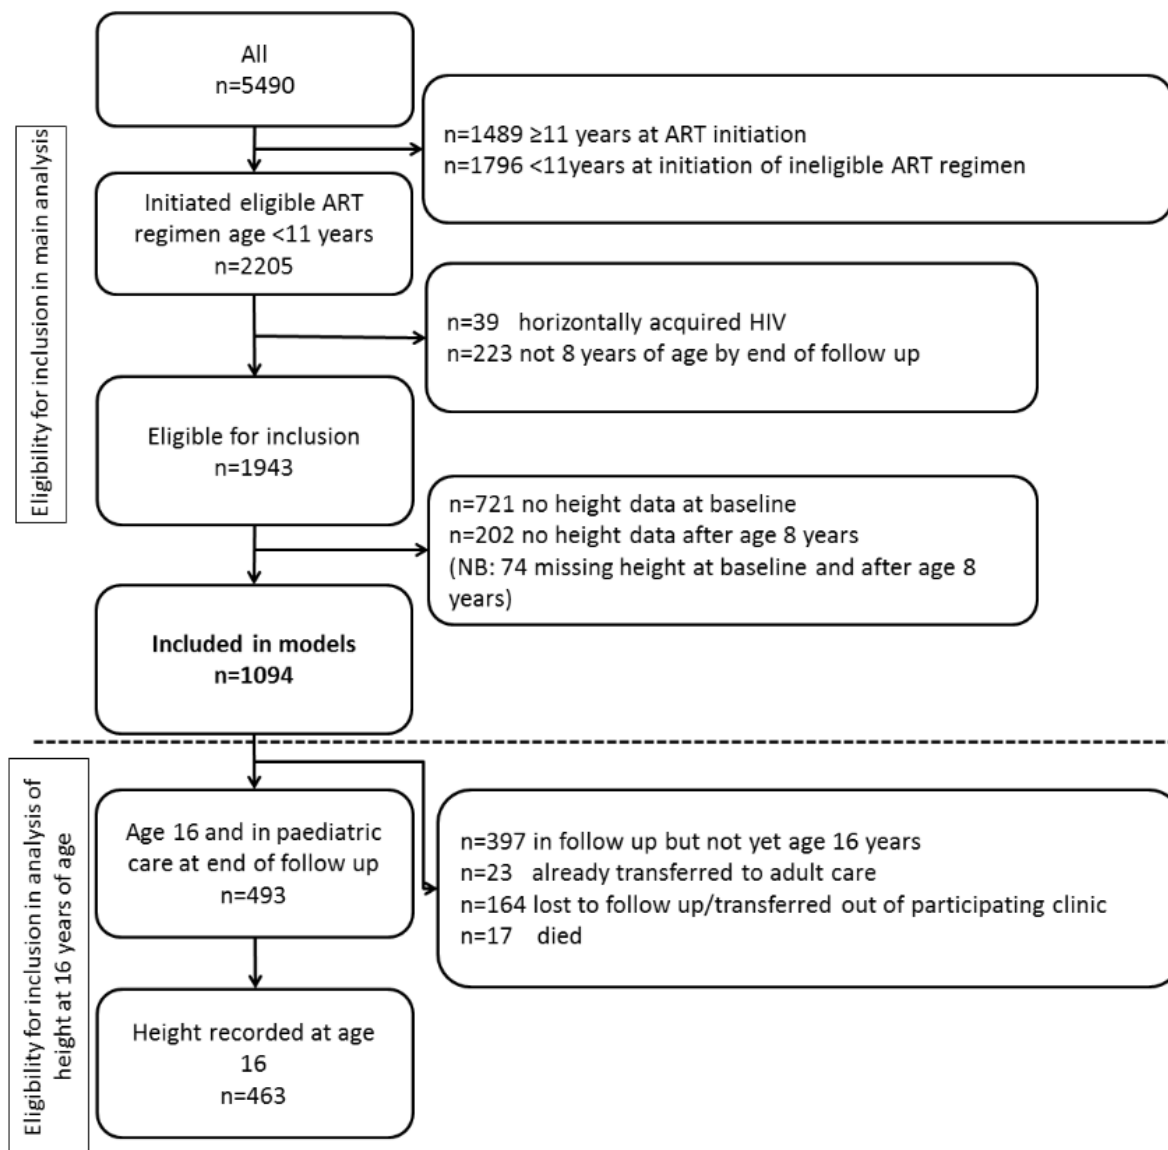 All
n=5490
n=1489 ≥11 years at ART initiation
n=1796 <11years at initiation of ineligible ART regimen
Initiated eligible ART
regimen age <11 years
n=2205
n=39 horizontally acquired HIV
n=223 not 8 years of age by end of follow up
Eligible for inclusion
n=1943
n=721 no height data at baseline
n=202 no height data after age 8 years
(NB: 74 missing height at baseline and after age 8
years)
Included in models
n=1094
Eligibility for inclusion in main analysis
Age 16 and in paediatric
care at end of follow up
n=493
n=397 in follow up but not yet age 16 years
n=23 already transferred to adult care
n=164 lost to follow up/transferred out of participating clinic
n=17 died
Height recorded at age
16
n=463
Eligibility for inclusion in analysis of
height at 16 years of age